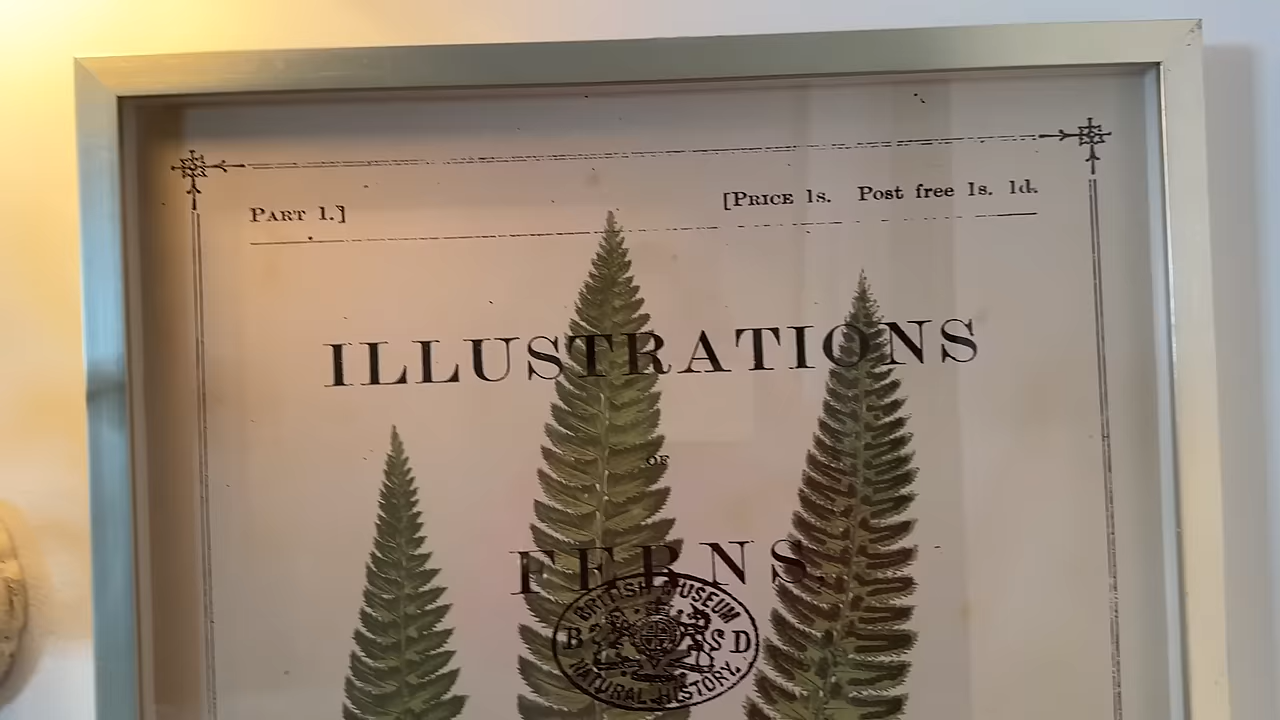 PART 1.]
[PRICE 1s. Post free 1s. 1d.
ILLUSTRATIONS
OF
FERNS.
BRITISH MUSEUM
B S D
NATURAL HISTORY.